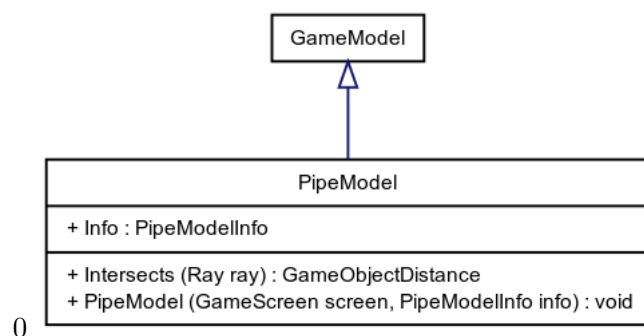 GameModel
PipeModel
+ Info : PipeModelInfo
+ Intersects (Ray ray) : GameObjectDistance
+ PipeModel (GameScreen screen, PipeModelInfo info) : void
0